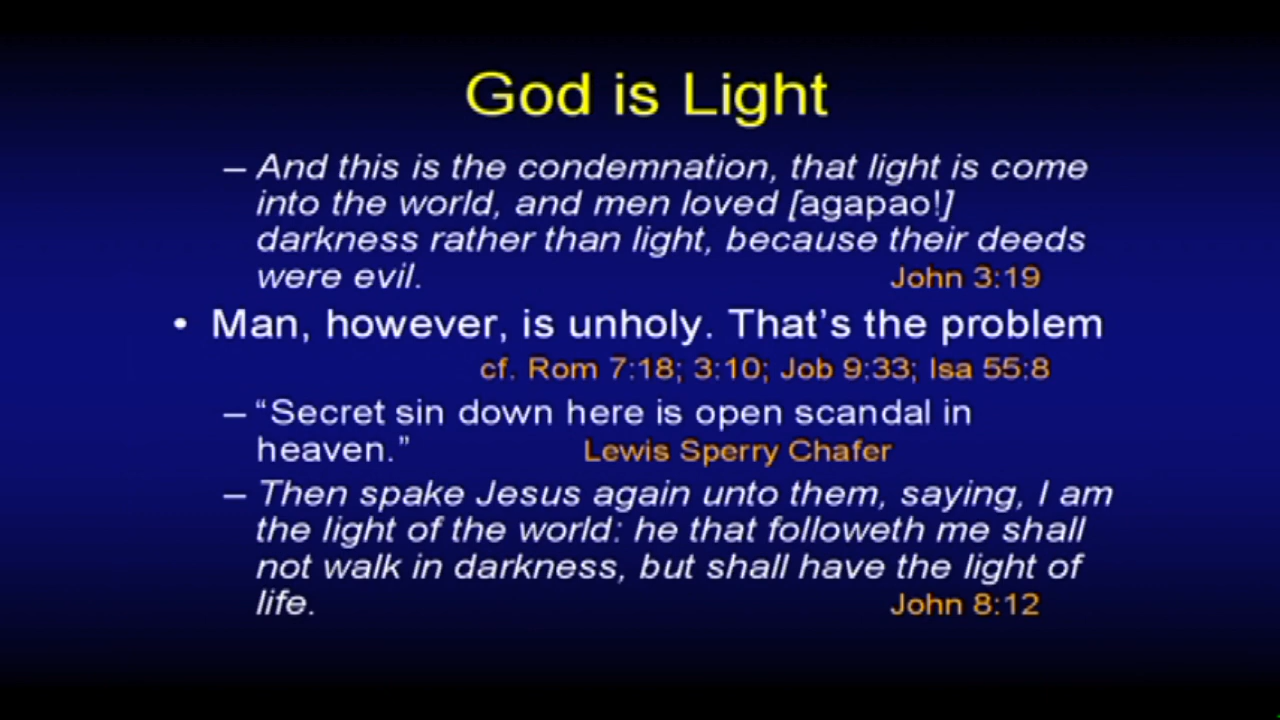 God is Light
– And this is the condemnation, that light is come
into the world, and men loved [agapao!]
darkness rather than light, because their deeds
were evil. John 3:19
• Man, however, is unholy. That’s the problem
cf. Rom 7:18; 3:10; Job 9:33; Isa 55:8
– “Secret sin down here is open scandal in
heaven.” Lewis Sperry Chafer
– Then spake Jesus again unto them, saying, I am
the light of the world: he that followeth me shall
not walk in darkness, but shall have the light of
life. John 8:12